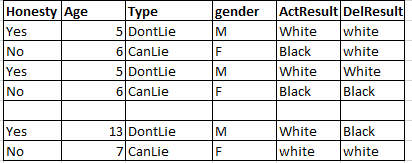 Honesty Age Type gender ActResult DelResult
Yes 5 DontLie M White white
No 6 CanLie F Black white
Yes 5 DontLie M White White
No 6 CanLie F Black Black
Yes 13 DontLie M White Black
No 7 CanLie F white white